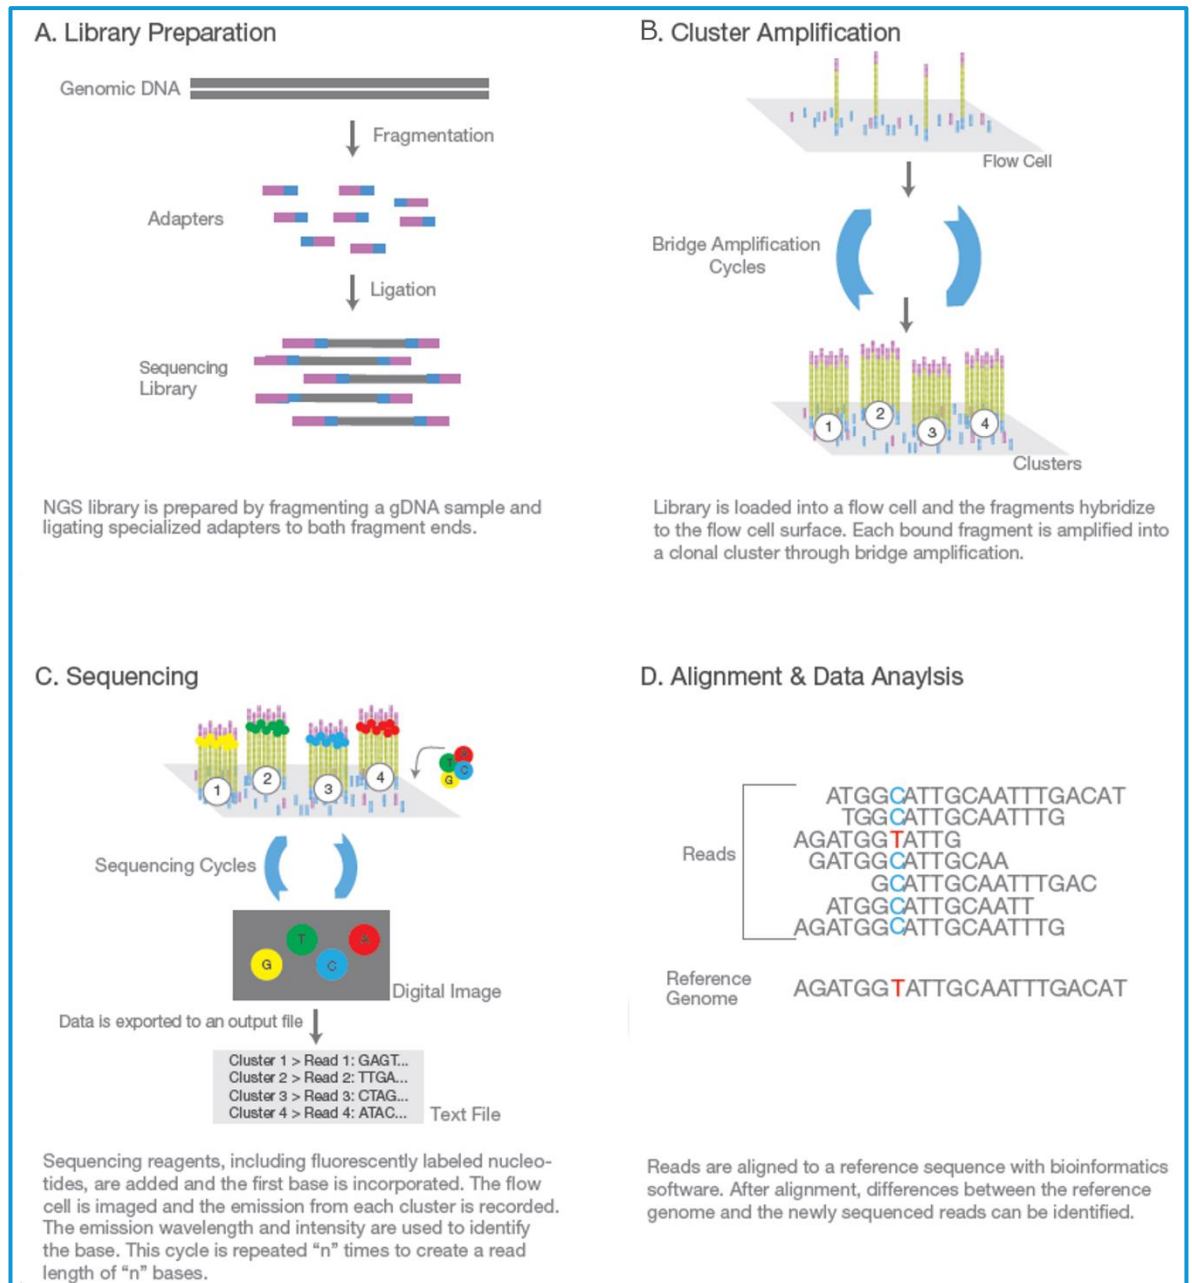 A. Library Preparation
Genomic DNA
Fragmentation
Adapters
Ligation
Sequencing
Library
NGS library is prepared by fragmenting a gDNA sample and
ligating specialized adapters to both fragment ends.
B. Cluster Amplification
Flow Cell
Bridge Amplification
Cycles
1
2
3
4
Clusters
Library is loaded into a flow cell and the fragments hybridize
to the flow cell surface. Each bound fragment is amplified into
a clonal cluster through bridge amplification.
C. Sequencing
1
2
3
4
A
T
C
G
Sequencing Cycles
T
A
G
C
Digital Image
Data is exported to an output file
Cluster 1 > Read 1: GAGT...
Cluster 2 > Read 2: TTGA...
Cluster 3 > Read 3: CTAG...
Cluster 4 > Read 4: ATAC...
Text File
Sequencing reagents, including fluorescently labeled nucleo-
tides, are added and the first base is incorporated. The flow
cell is imaged and the emission from each cluster is recorded.
The emission wavelength and intensity are used to identify
the base. This cycle is repeated “n” times to create a read
length of “n” bases.
D. Alignment & Data Anaylsis
ATGGCATTGCAATTTGACAT
TGGCATTGCAATTTG
AGATGGTATTG
GATGGCATTGCAA
GCATTGCAATTTGAC
ATGGCATTGCAATT
AGATGGCATTGCAATTTG
Reads
Reference
Genome
AGATGGTATTGCAATTTGACAT
Reads are aligned to a reference sequence with bioinformatics
software. After alignment, differences between the reference
genome and the newly sequenced reads can be identified.